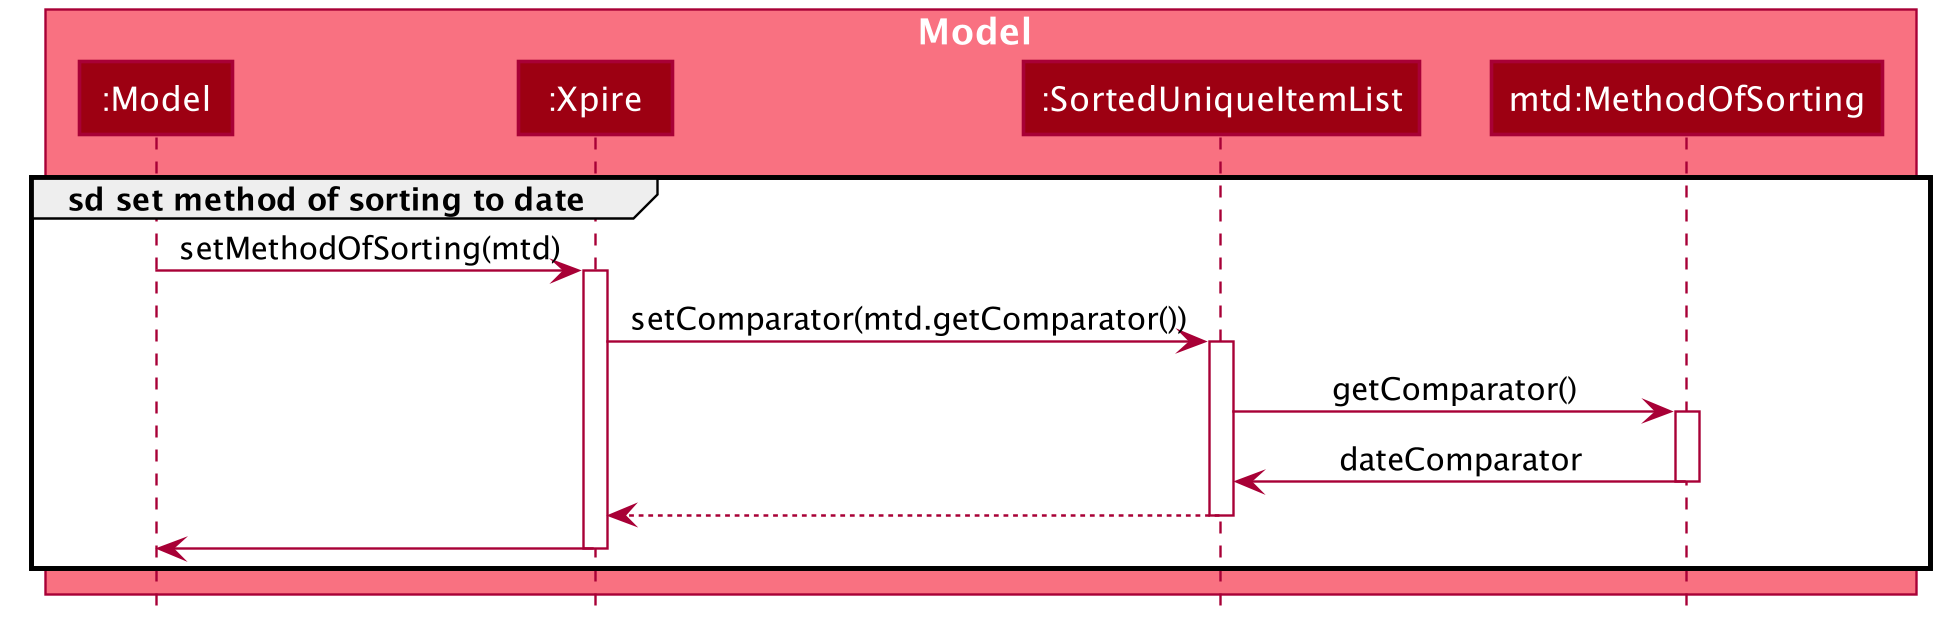 Model
:Model
:Xpire
:SortedUniqueItemList
mtd:MethodOfSorting
sd set method of sorting to date
setMethodOfSorting(mtd)
setComparator(mtd.getComparator())
getComparator()
dateComparator